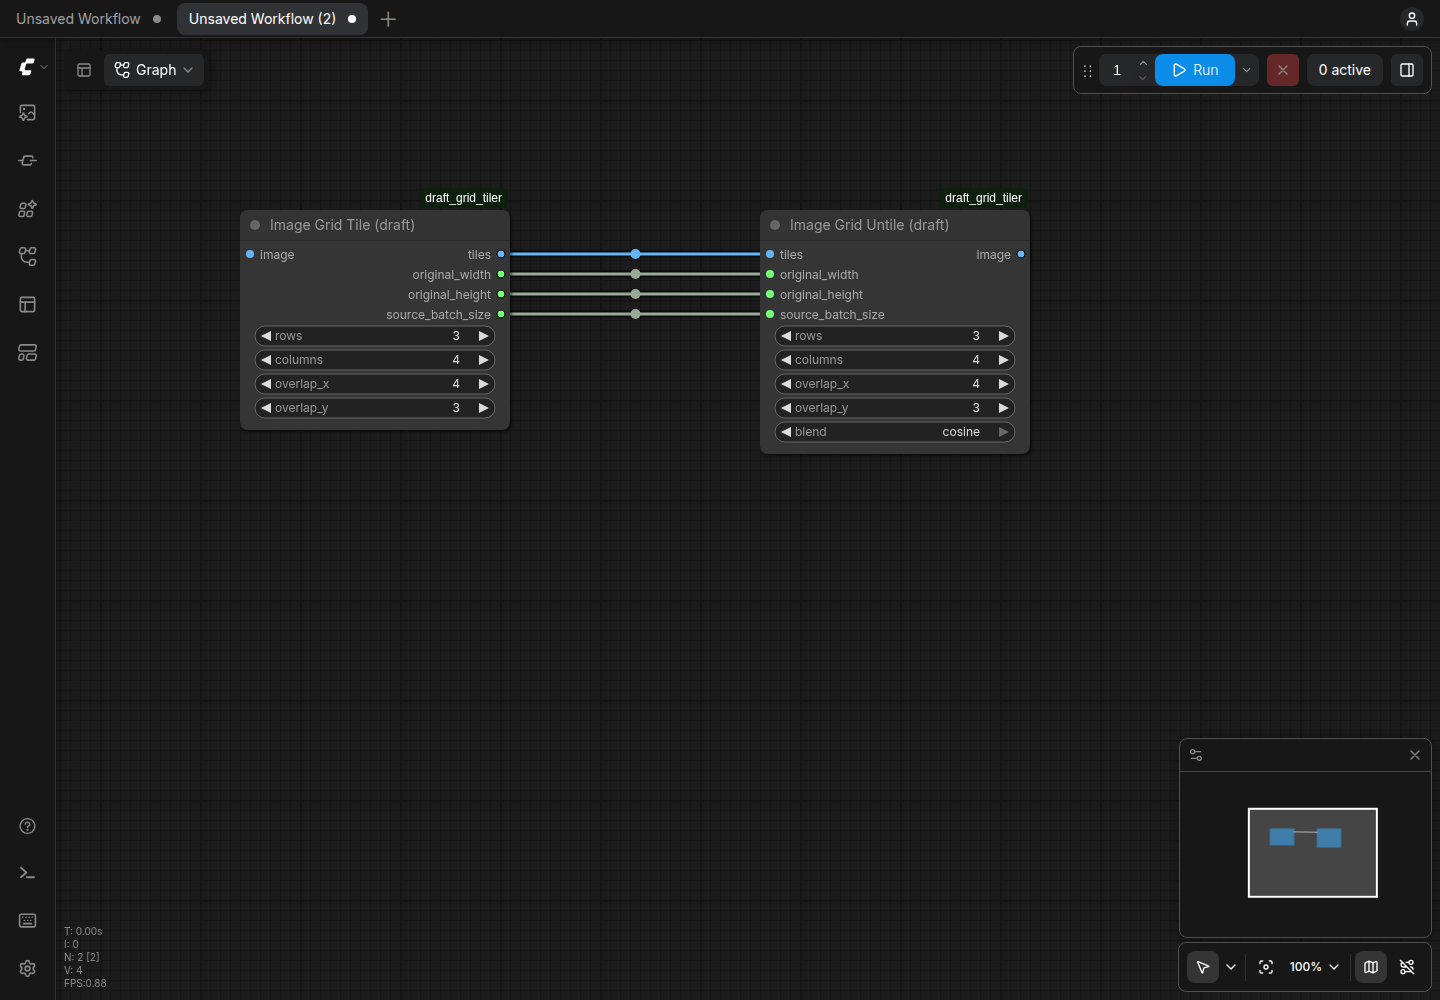 Unsaved Workflow
Unsaved Workflow (2)
Graph
1
Run
0 active
draft_grid_tiler
Image Grid Tile (draft)
image
tiles
original_width
original_height
source_batch_size
rows 3
columns 4
overlap_x 4
overlap_y 3
draft_grid_tiler
Image Grid Untile (draft)
tiles
image
original_width
original_height
source_batch_size
rows 3
columns 4
overlap_x 4
overlap_y 3
blend cosine
T: 0.00s
I: 0
N: 2 [2]
V: 4
FPS:0.88
100%